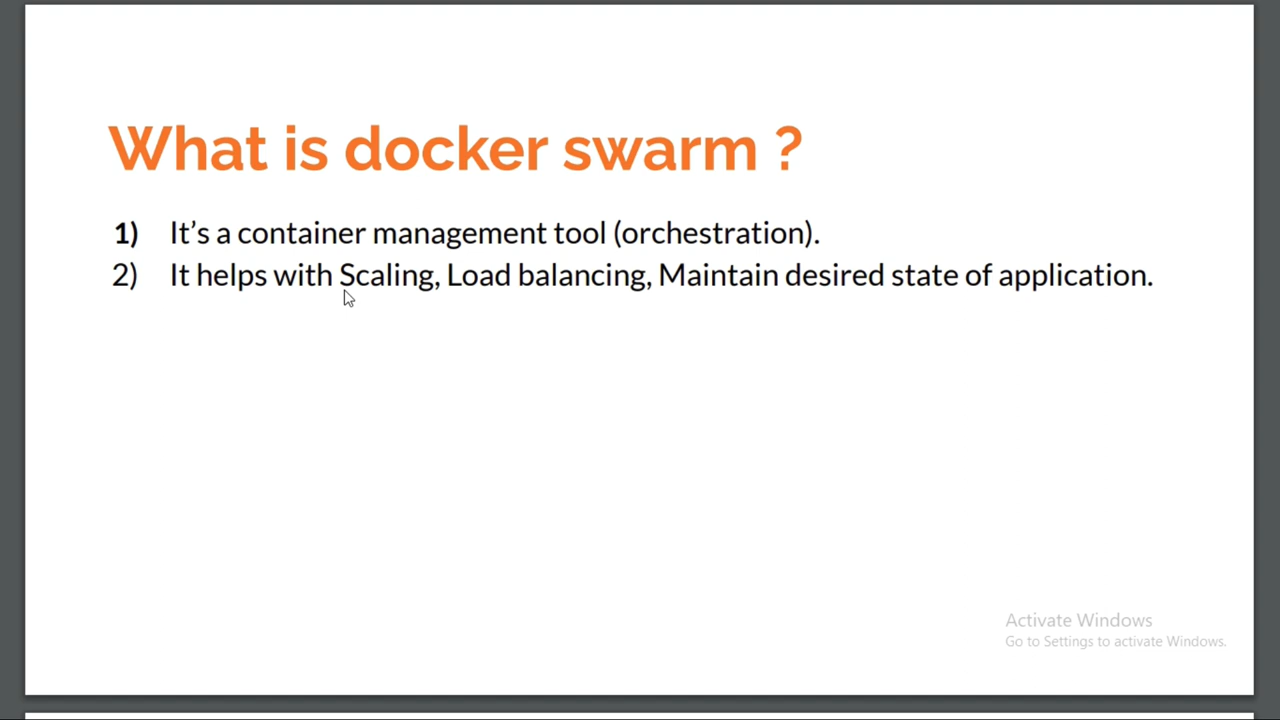 What is docker swarm ?
1) It’s a container management tool (orchestration).
2) It helps with Scaling, Load balancing, Maintain desired state of application.
Activate Windows
Go to Settings to activate Windows.